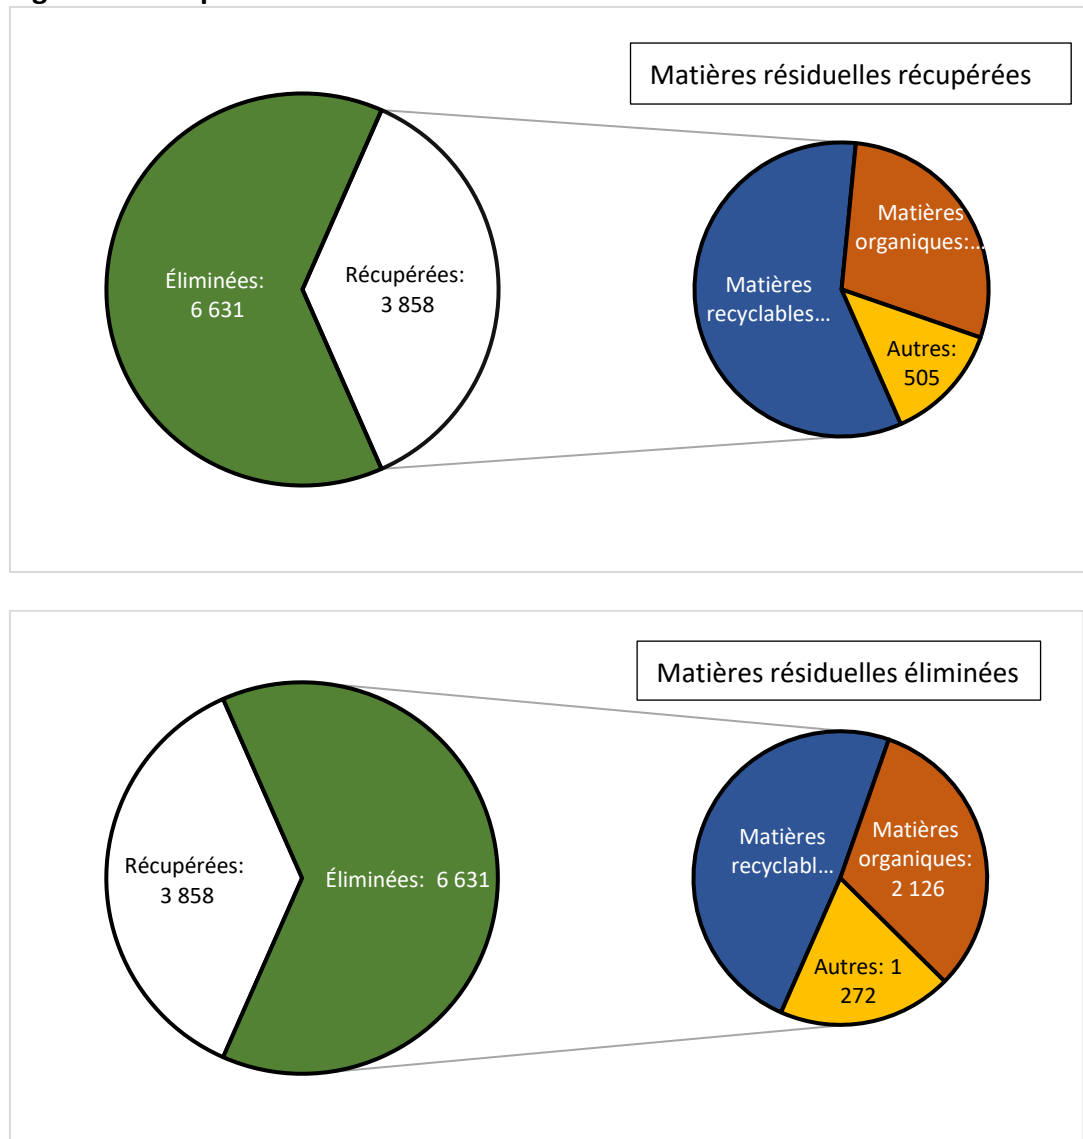 Matières résiduelles récupérées
Éliminées:
6 631
Récupérées:
3 858
Matières
recyclables…
Matières
organiques:…
Autres:
505
Matières résiduelles éliminées
Récupérées:
3 858
Éliminées: 6 631
Matières
recyclabl…
Matières
organiques:
2 126
Autres: 1
272